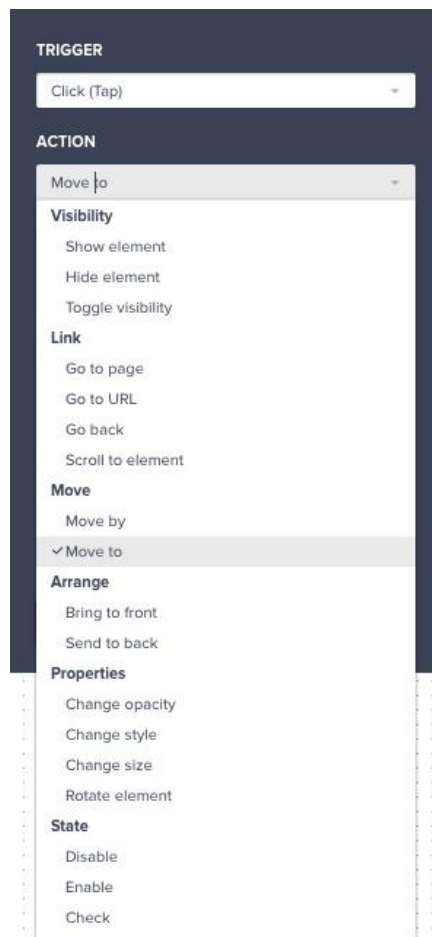 TRIGGER
Click (Tap)
ACTION
Move to
Visibility
Show element
Hide element
Toggle visibility
Link
Go to page
Go to URL
Go back
Scroll to element
Move
Move by
✓ Move to
Arrange
Bring to front
Send to back
Properties
Change opacity
Change style
Change size
Rotate element
State
Disable
Enable
Check